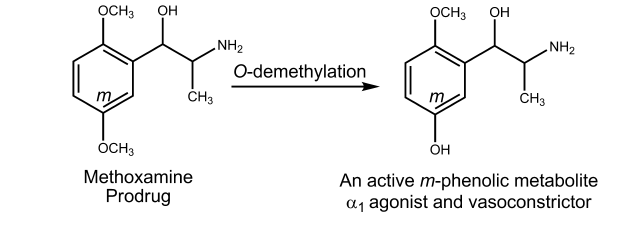 OCH₃ OH
NH₂
m
CH₃
OCH₃
Methoxamine
Prodrug
O-demethylation
OCH₃ OH
NH₂
m
CH₃
OH
An active m-phenolic metabolite
α₁ agonist and vasoconstrictor